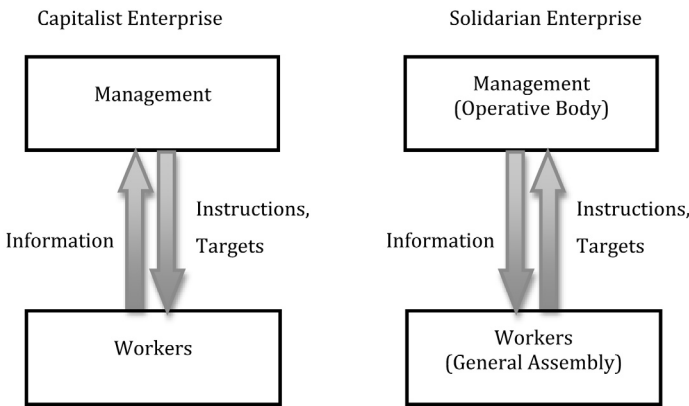 Capitalist Enterprise
Management
Information
Instructions,
Targets
Workers
Solidarian Enterprise
Management
(Operative Body)
Information
Instructions,
Targets
Workers
(General Assembly)